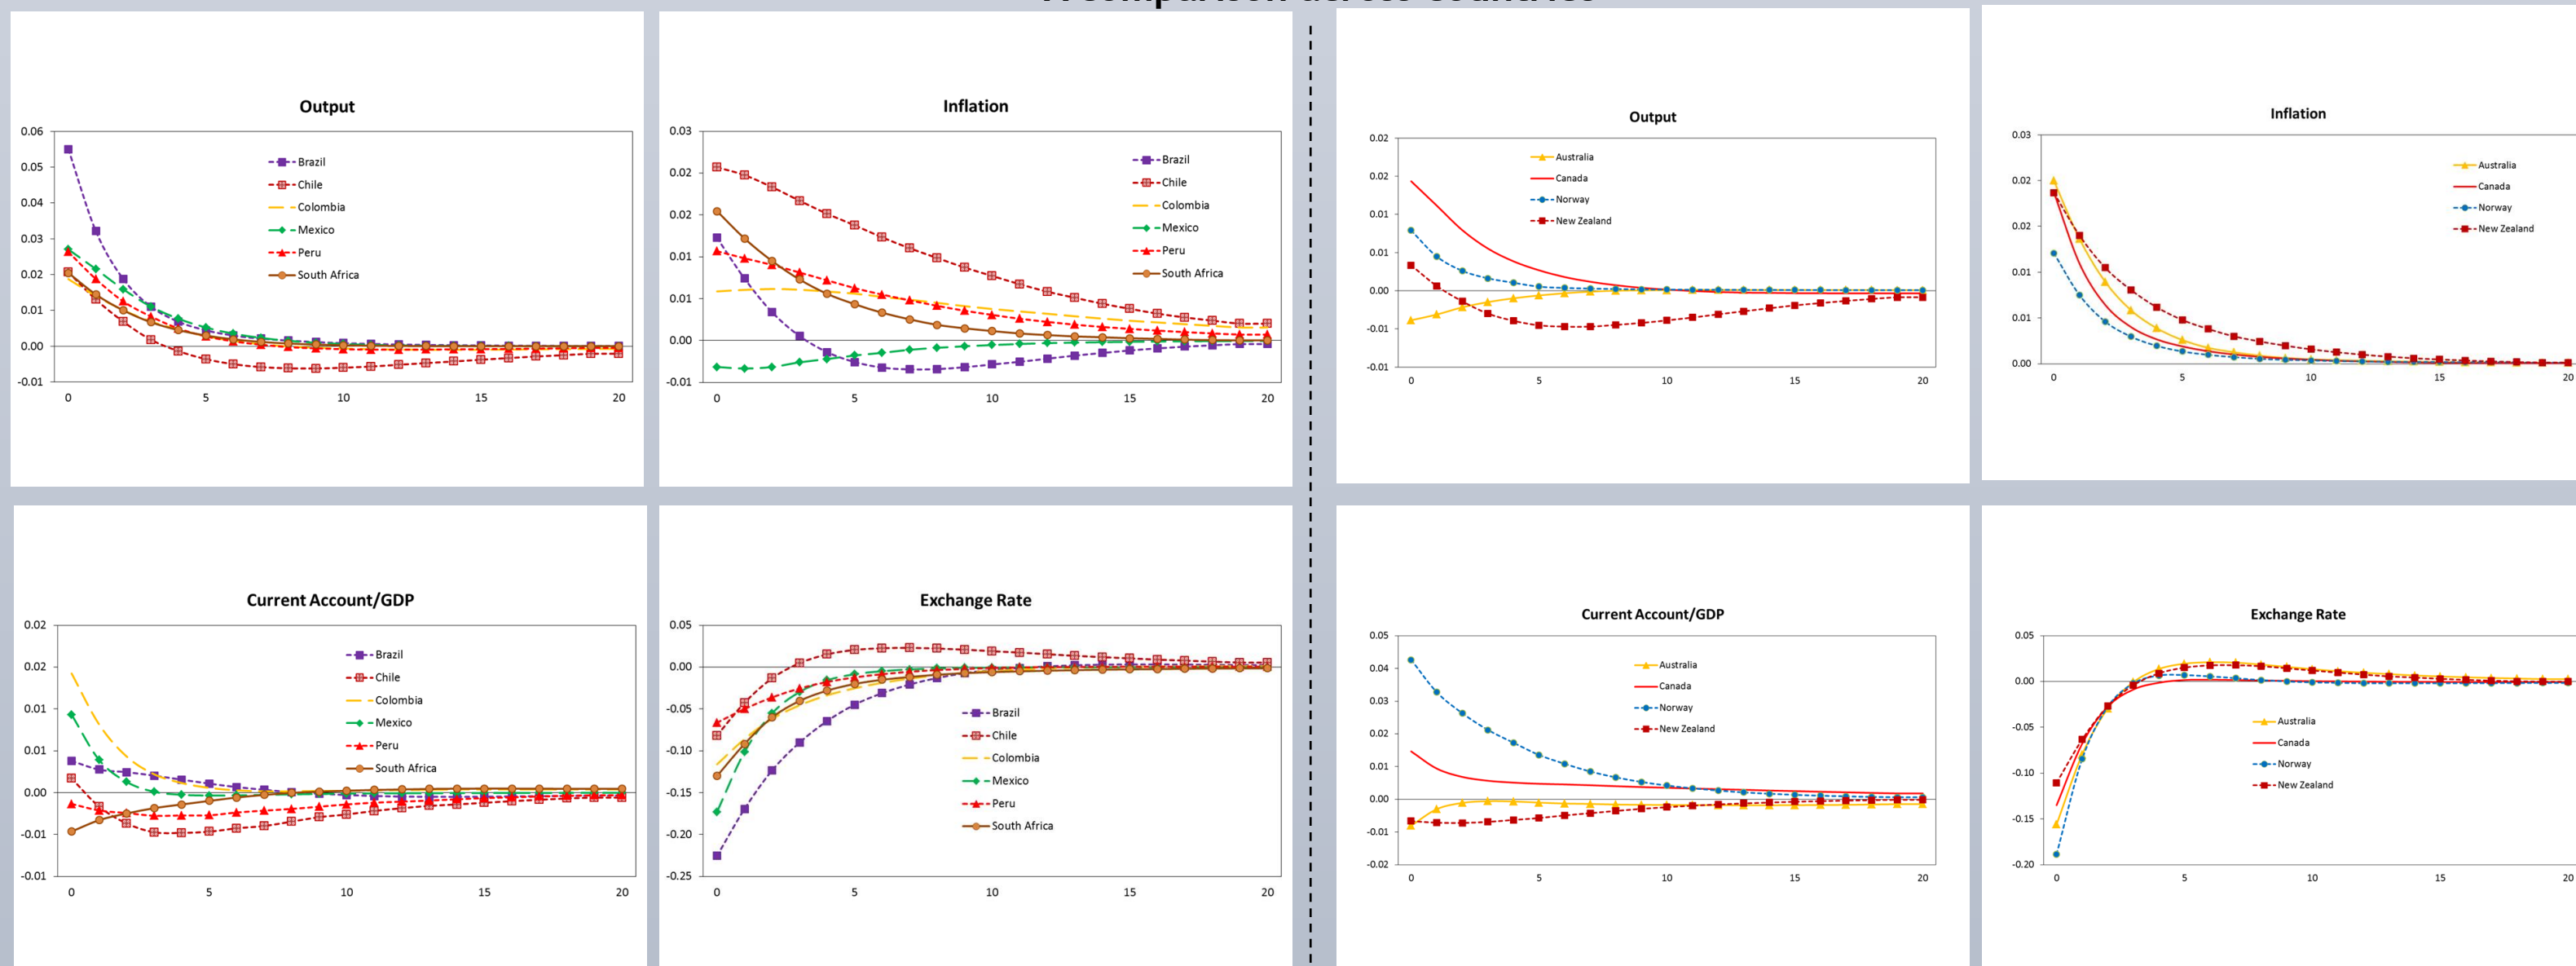 A comparison across countries
Output
0.06
0.05
0.04
0.03
0.02
0.01
0.00
-0.01
0 5 10 15 20
Brazil
Chile
Colombia
Mexico
Peru
South Africa
Inflation
0.03
0.02
0.02
0.01
0.01
0.00
-0.01
0 5 10 15 20
Brazil
Chile
Colombia
Mexico
Peru
South Africa
Output
0.02
0.02
0.01
0.01
0.00
-0.01
-0.01
0 5 10 15 20
Australia
Canada
Norway
New Zealand
Inflation
0.03
0.02
0.02
0.01
0.01
0.00
0 5 10 15 20
Australia
Canada
Norway
New Zealand
Current Account/GDP
0.02
0.02
0.01
0.01
0.00
-0.01
-0.01
0 5 10 15 20
Brazil
Chile
Colombia
Mexico
Peru
South Africa
Exchange Rate
0.05
0.00
-0.05
-0.10
-0.15
-0.20
-0.25
0 5 10 15 20
Brazil
Chile
Colombia
Mexico
Peru
South Africa
Current Account/GDP
0.05
0.04
0.03
0.02
0.01
0.00
-0.01
-0.02
0 5 10 15 20
Australia
Canada
Norway
New Zealand
Exchange Rate
0.05
0.00
-0.05
-0.10
-0.15
-0.20
0 5 10 15 20
Australia
Canada
Norway
New Zealand